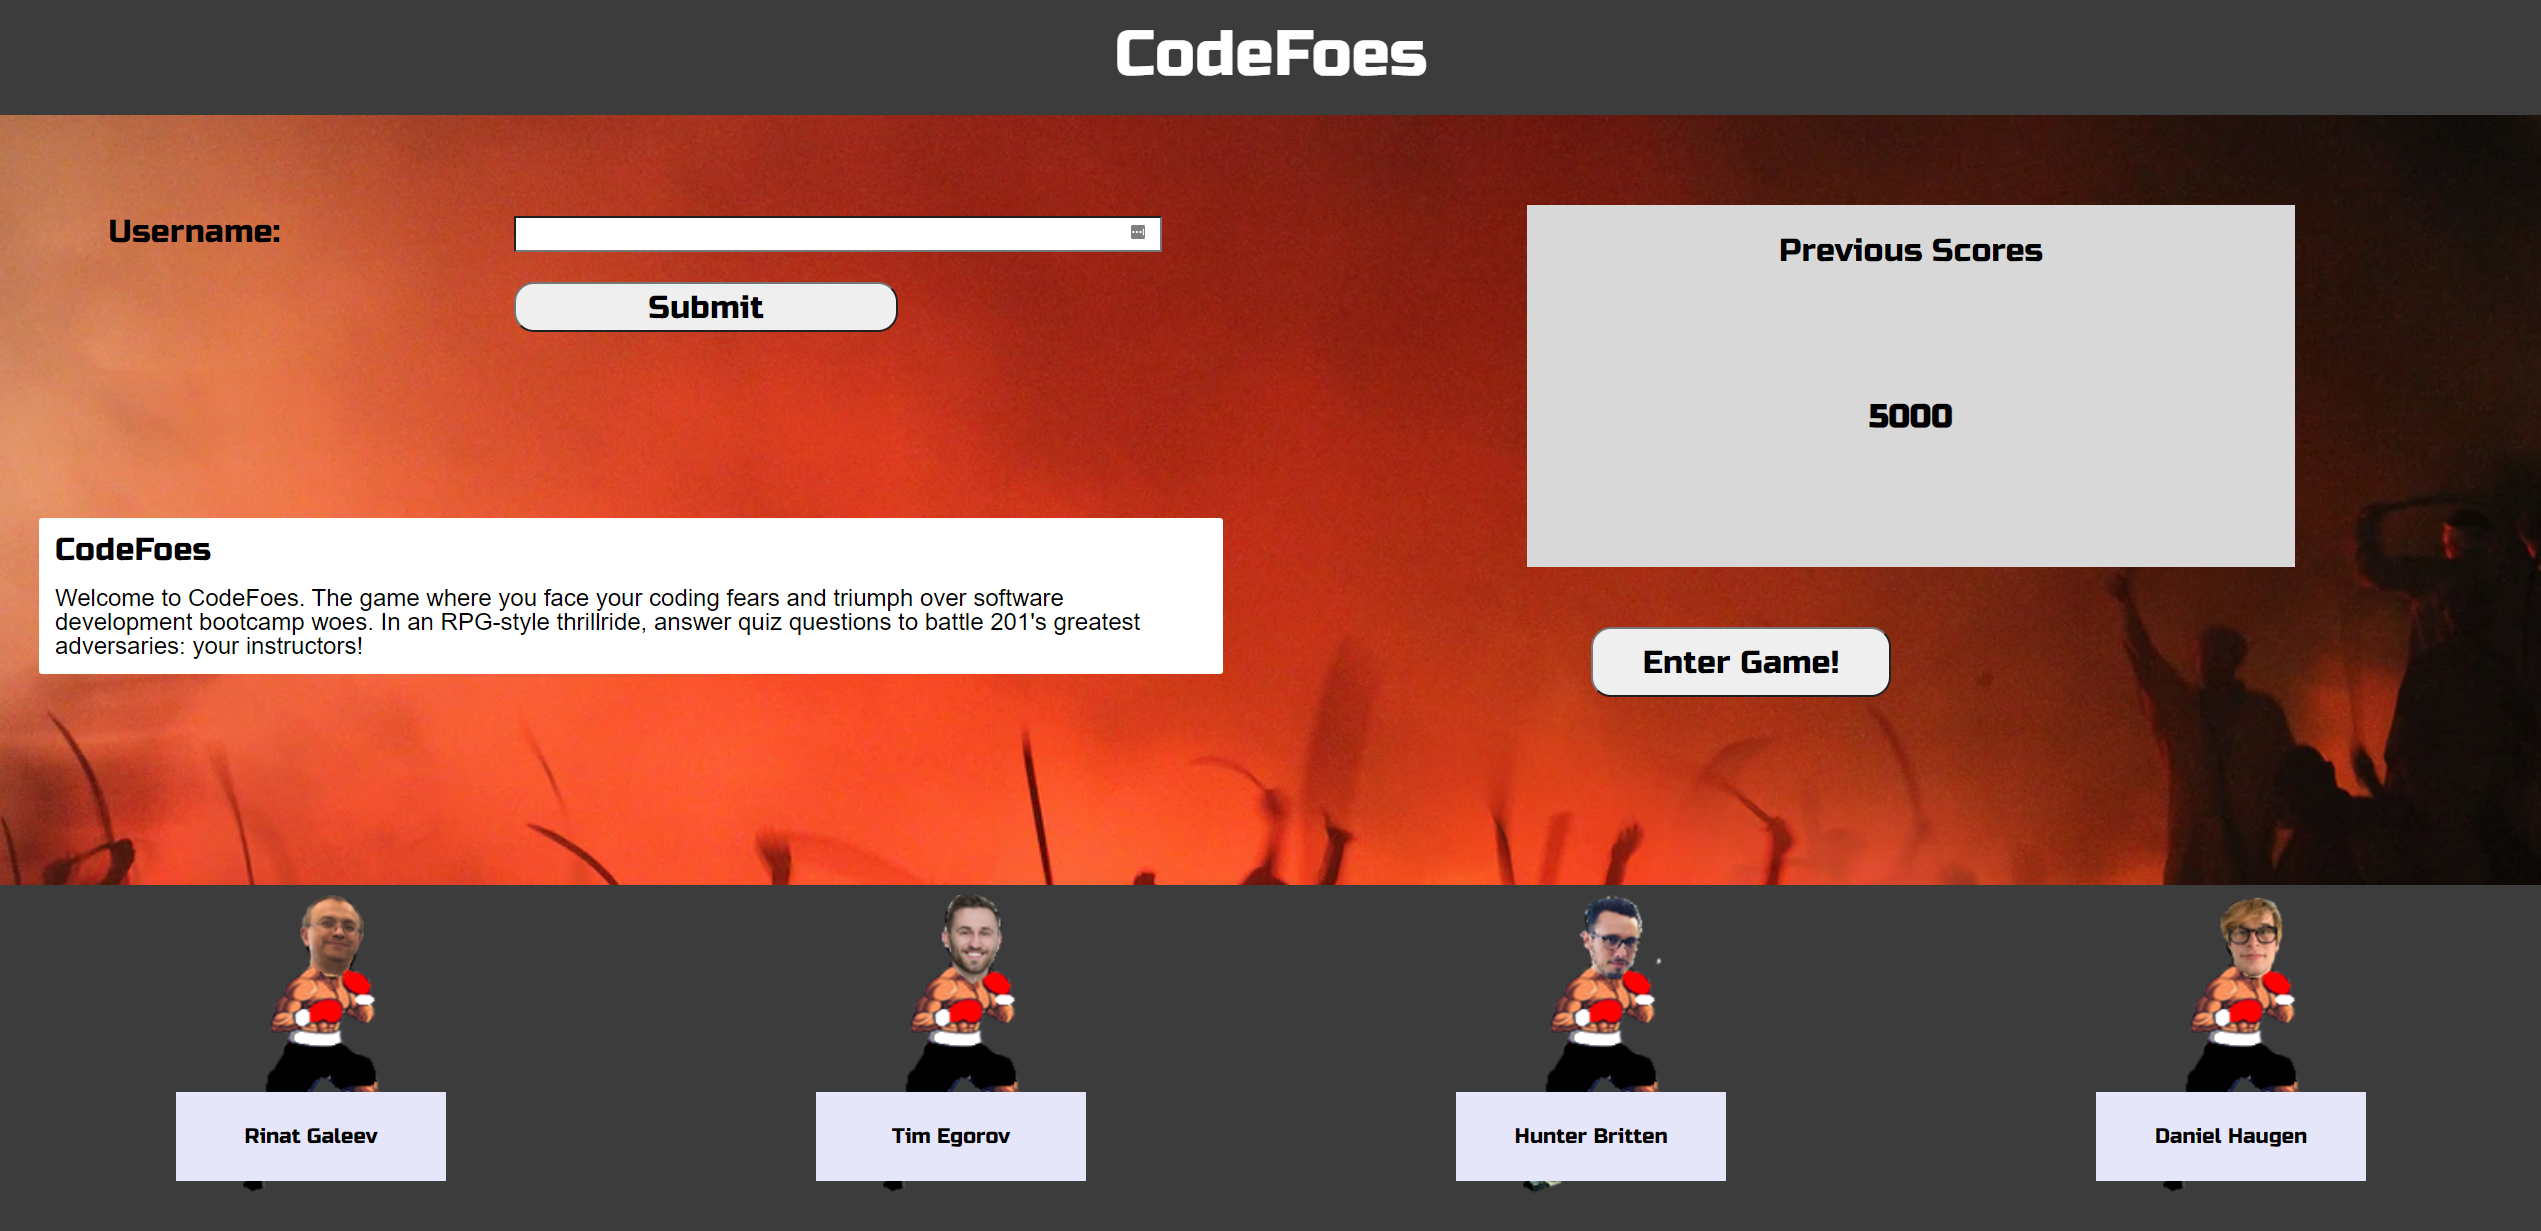 CodeFoes
Username:
Submit
Previous Scores
5000
CodeFoes
Welcome to CodeFoes. The game where you face your coding fears and triumph over software
development bootcamp woes. In an RPG-style thrillride, answer quiz questions to battle 201's greatest
adversaries: your instructors!
Enter Game!
Rinat Galeev
Tim Egorov
Hunter Britten
Daniel Haugen